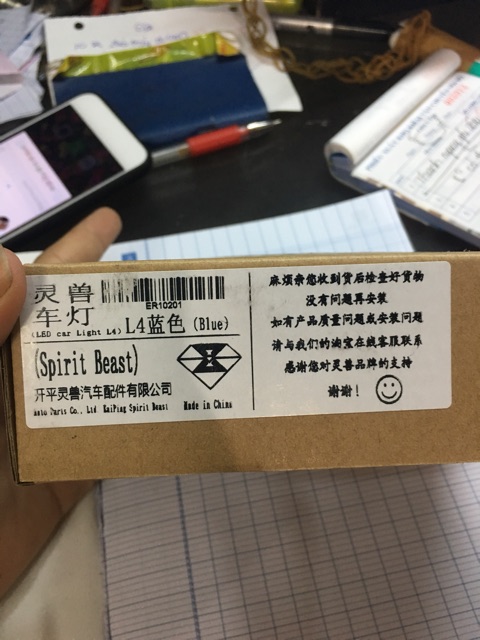 灵兽
车灯
ER10201
(LED car Light L4)
L4蓝色 (Blue)
(Spirit Beast)
开平灵兽汽车配件有限公司
Auto Parts Co., Ltd KaiPing Spirit Beast
Made in China
麻烦亲您收到货后检查好货物
没有问题再安装
如有产品质量问题或安装问题
请与我们的淘宝在线客服联系
感谢您对灵兽品牌的支持
谢谢！